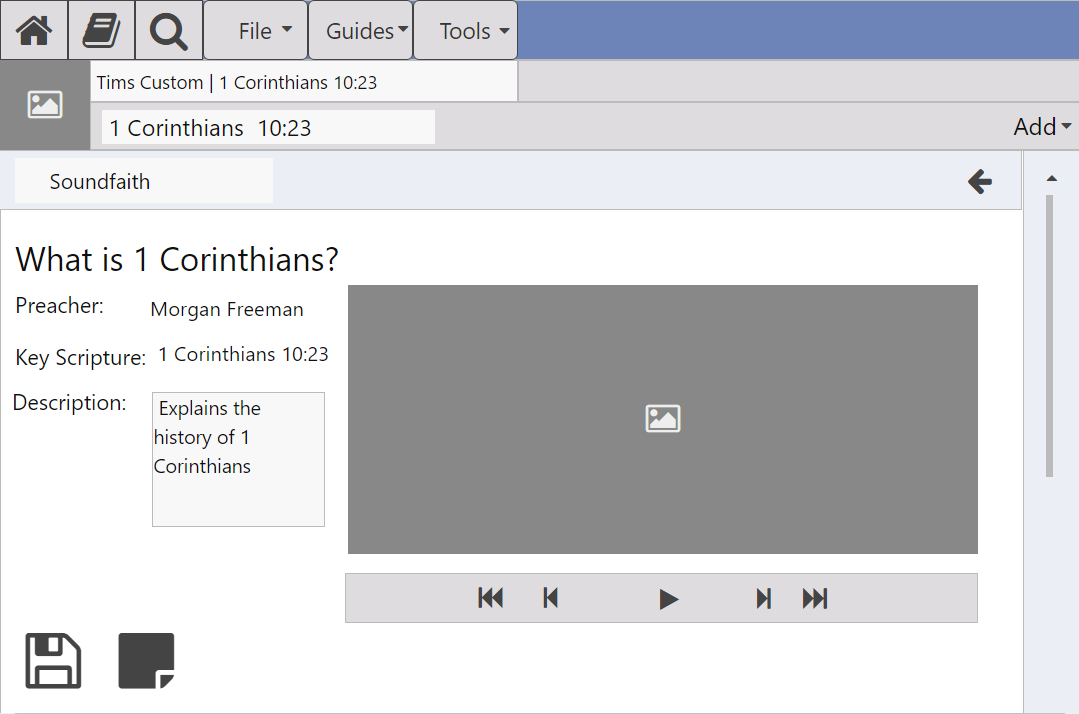 File Guides Tools
Tims Custom | 1 Corinthians 10:23
1 Corinthians 10:23
Add
Soundfaith
What is 1 Corinthians?
Preacher: Morgan Freeman
Key Scripture: 1 Corinthians 10:23
Description: Explains the
history of 1
Corinthians